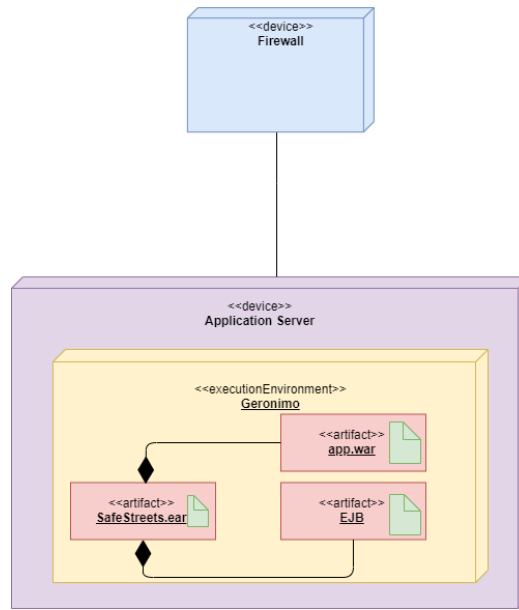 <<device>>
Firewall
<<device>>
Application Server
<<executionEnvironment>>
Geronimo
<<artifact>>
app.war
<<artifact>>
SafeStreets.ear
<<artifact>>
EJB